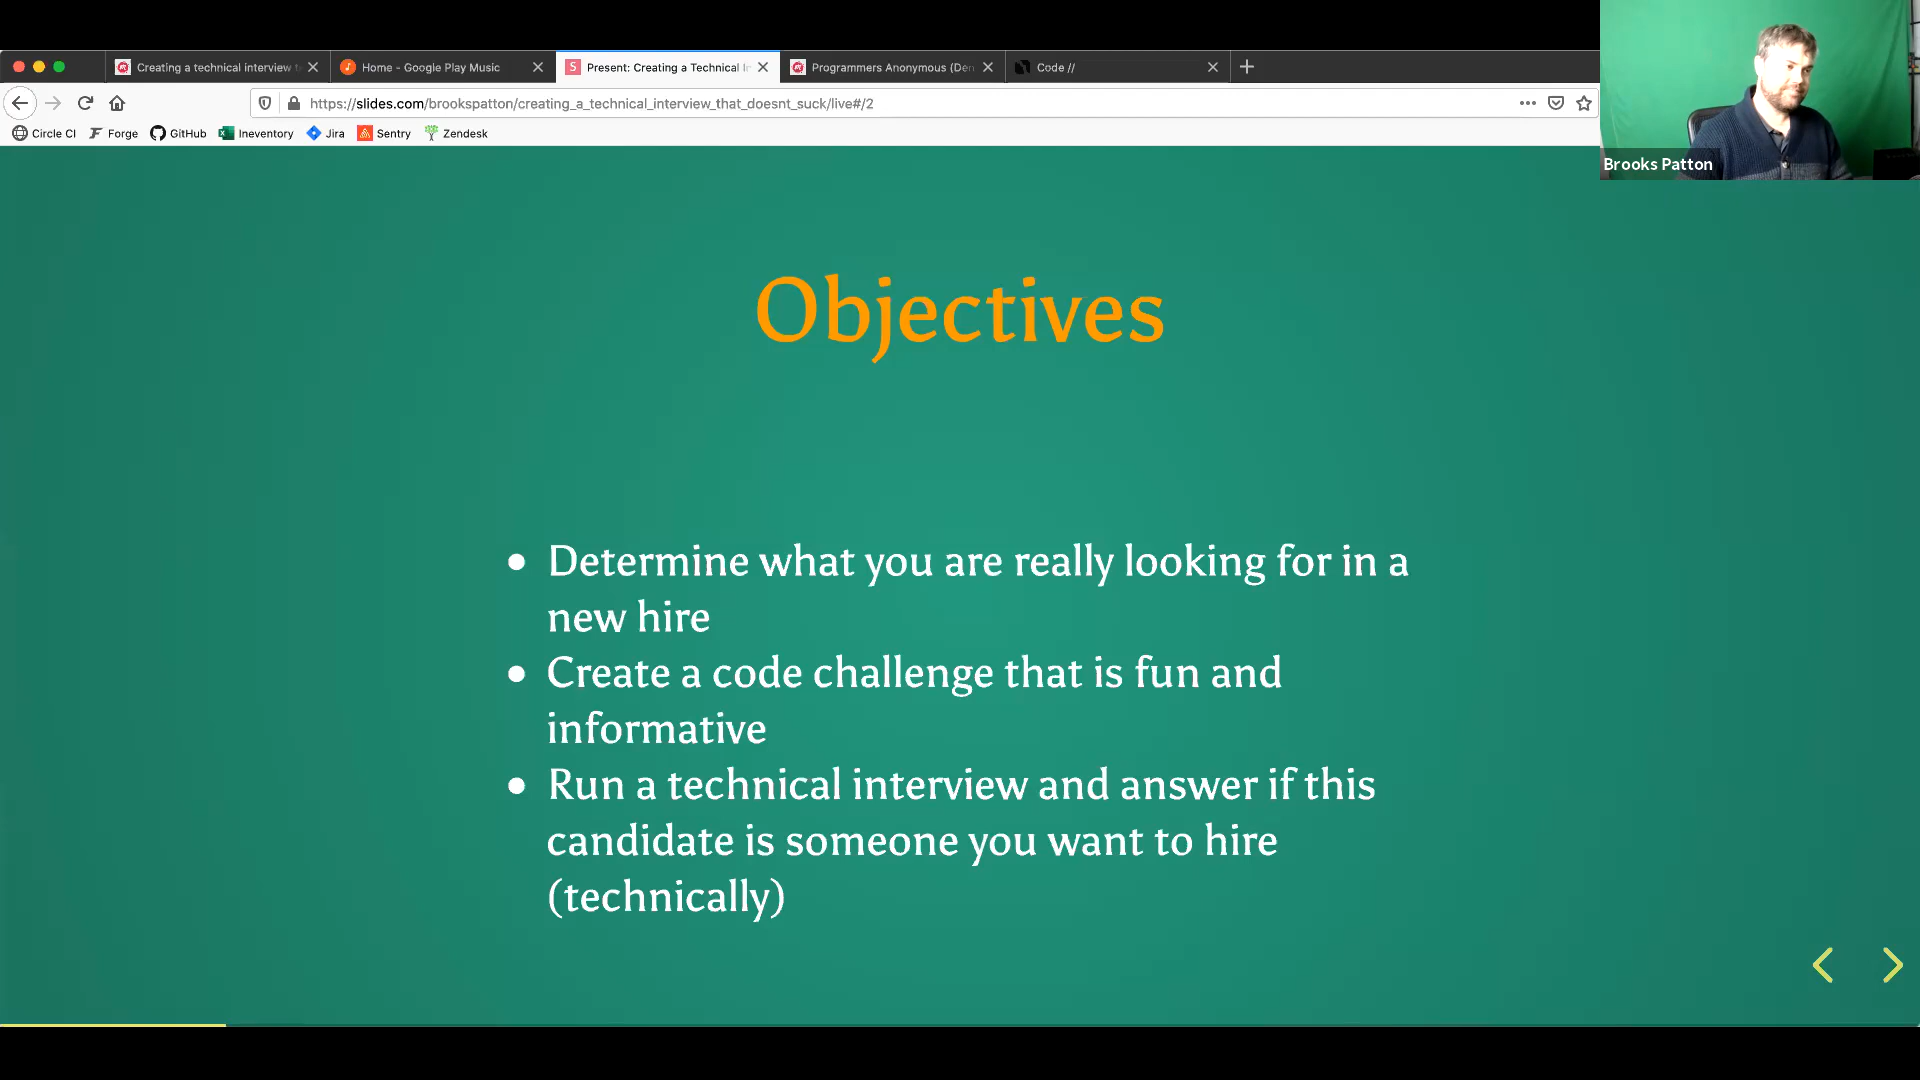 Creating a technical interview
Home - Google Play Music
Present: Creating a Technical
Programmers Anonymous
Code //
https://slides.com/brookspatton/creating_a_technical_interview_that_doesnt_suck/live#/2
Circle CI
Forge
GitHub
Ineventory
Jira
Sentry
Zendesk
Brooks Patton
Objectives
• Determine what you are really looking for in a
new hire
• Create a code challenge that is fun and
informative
• Run a technical interview and answer if this
candidate is someone you want to hire
(technically)